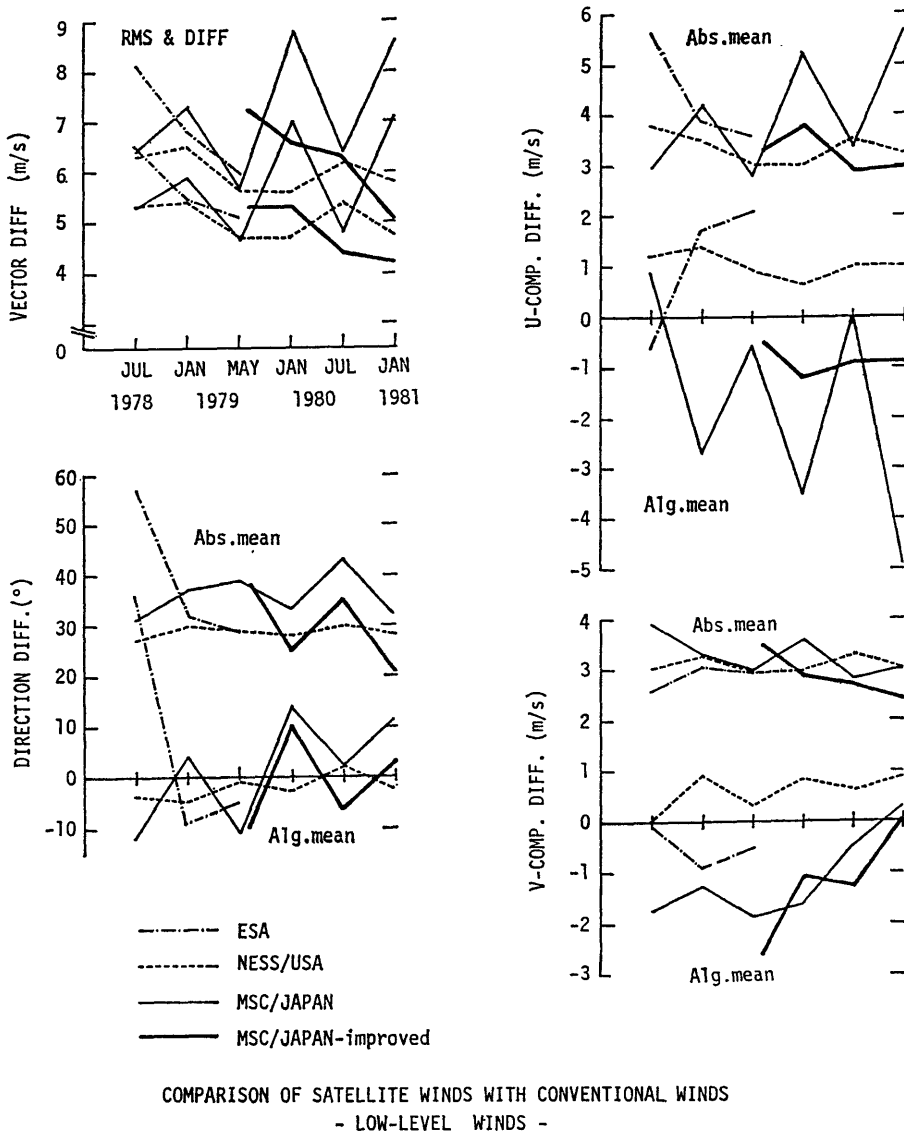 RMS & DIFF
VECTOR DIFF (m/s)
9
8
7
6
5
4
0
JUL JAN MAY JAN JUL JAN
1978 1979 1980 1981
DIRECTION DIFF.(°)
60
50
40
30
20
10
0
-10
Abs.mean
Alg.mean
U-COMP. DIFF. (m/s)
6
5
4
3
2
1
0
-1
-2
-3
-4
-5
Abs.mean
Alg.mean
V-COMP. DIFF. (m/s)
4
3
2
1
0
-1
-2
-3
Abs.mean
Alg.mean
ESA
NESS/USA
MSC/JAPAN
MSC/JAPAN-improved
COMPARISON OF SATELLITE WINDS WITH CONVENTIONAL WINDS
- LOW-LEVEL WINDS -